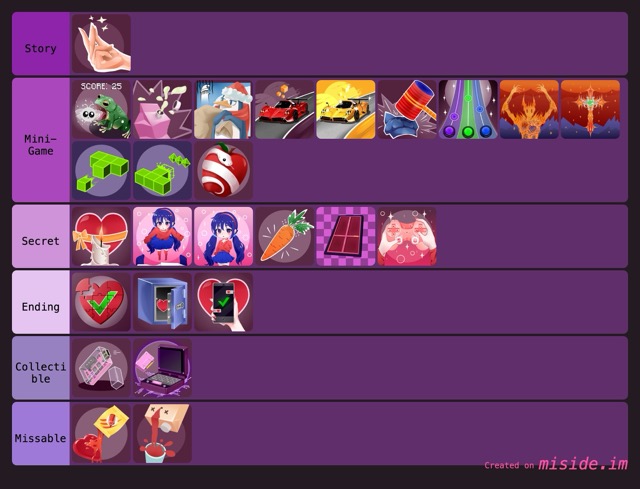 Story
SCORE: 25
Mini-
Game
Secret
Ending
Collecti
ble
Missable
Created on miside.im